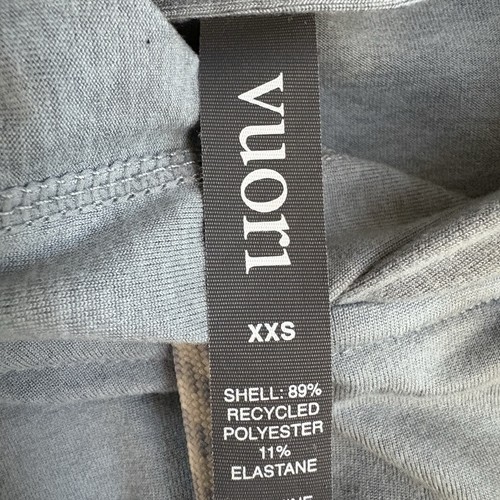 vuori
XXS
SHELL: 89%
RECYCLED
POLYESTER
11%
ELASTANE